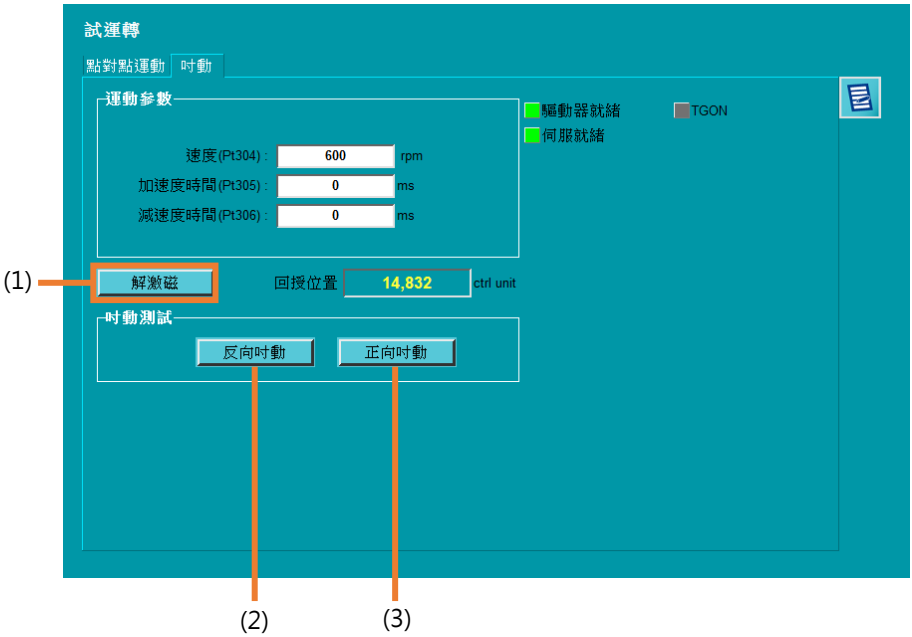 試運轉
點對點運動 吋動
運動參數
驅動器就緒 TGON
伺服就緒
速度(Pt304) : 600 rpm
加速度時間(Pt305) : 0 ms
減速度時間(Pt306) : 0 ms
(1) 解激磁 回授位置 14,832 ctrl unit
吋動測試
反向吋動 正向吋動
(2) (3)